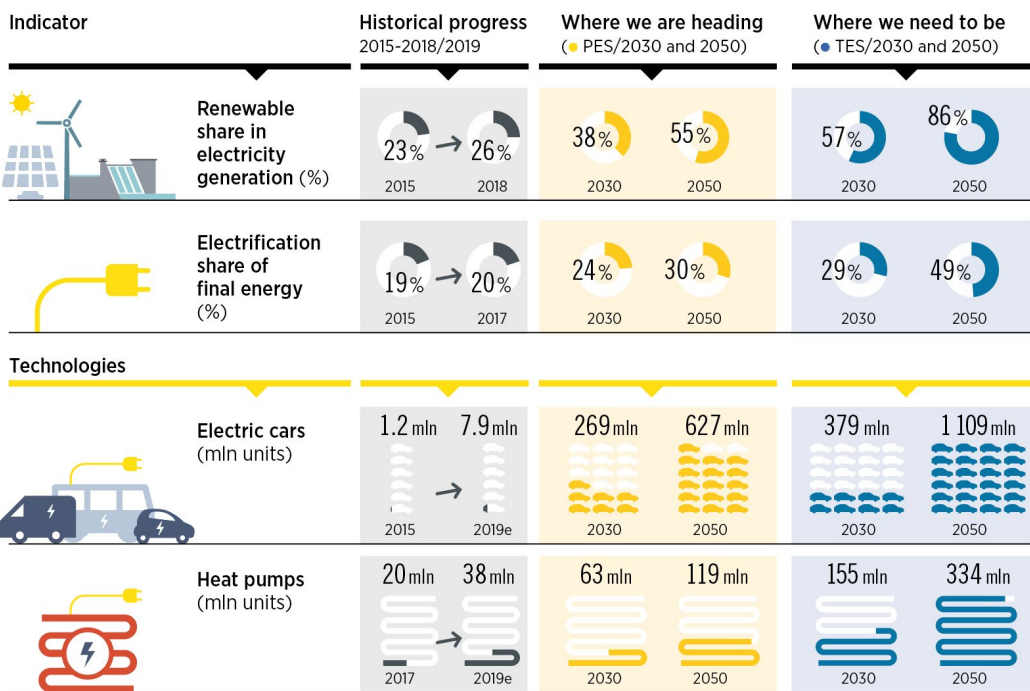 Indicator
Historical progress
2015-2018/2019
Where we are heading
(● PES/2030 and 2050)
Where we need to be
(● TES/2030 and 2050)
Renewable
share in
electricity
generation (%)
23% → 26%
2015 2018
38% 55%
2030 2050
57% 86%
2030 2050
Electrification
share of
final energy
(%)
19% → 20%
2015 2017
24% 30%
2030 2050
29% 49%
2030 2050
Technologies
Electric cars
(mln units)
1.2 mln 7.9 mln
2015 2019e
269 mln 627 mln
2030 2050
379 mln 1 109 mln
2030 2050
Heat pumps
(mln units)
20 mln 38 mln
2017 2019e
63 mln 119 mln
2030 2050
155 mln 334 mln
2030 2050